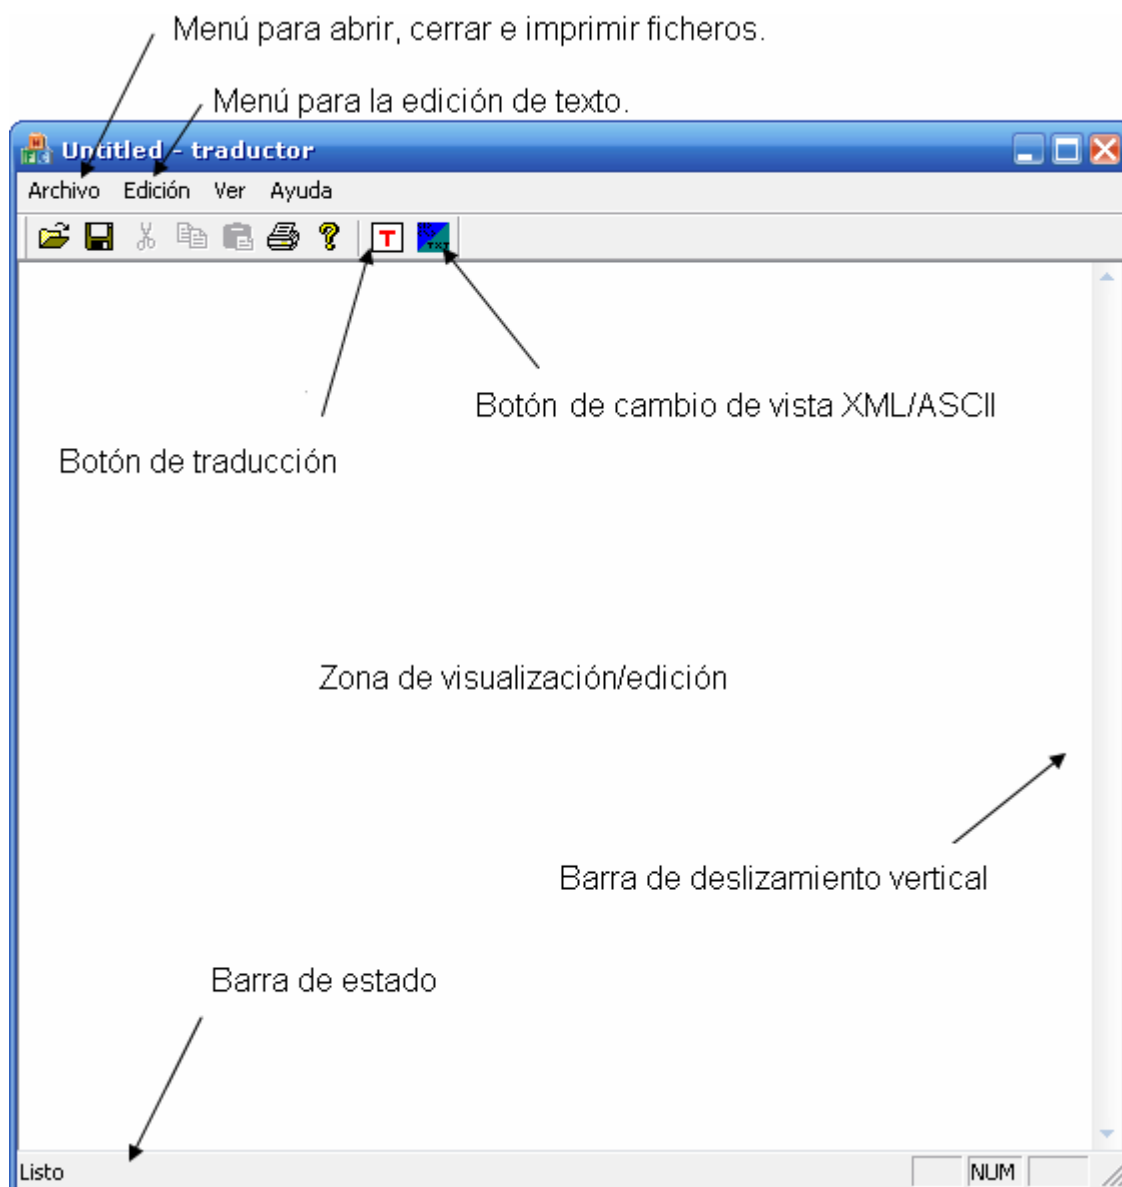 Menú para abrir, cerrar e imprimir ficheros.
Menú para la edición de texto.
Untitled - traductor
Archivo Edición Ver Ayuda
T TXT
Botón de cambio de vista XML/ASCII
Botón de traducción
Zona de visualización/edición
Barra de deslizamiento vertical
Barra de estado
Listo NUM